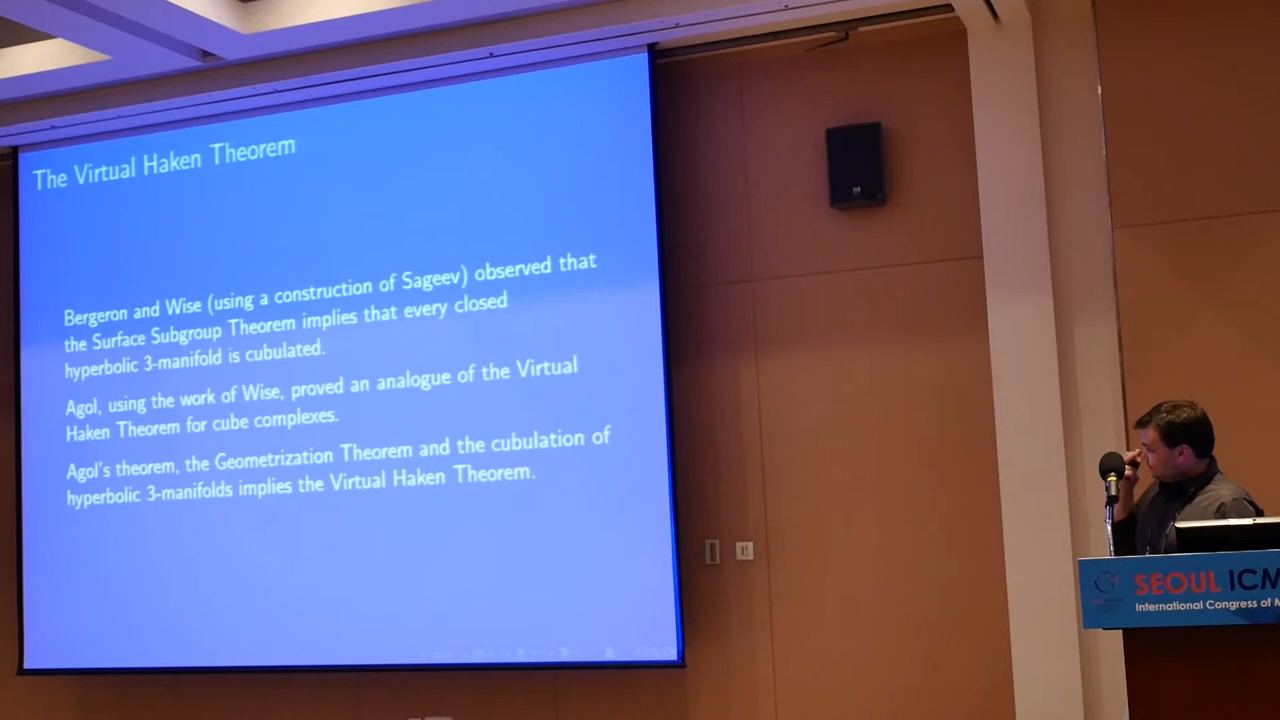 The Virtual Haken Theorem
Bergeron and Wise (using a construction of Sageev) observed that
the Surface Subgroup Theorem implies that every closed
hyperbolic 3-manifold is cubulated.
Agol, using the work of Wise, proved an analogue of the Virtual
Haken Theorem for cube complexes.
Agol's theorem, the Geometrization Theorem and the cubulation of
hyperbolic 3-manifolds implies the Virtual Haken Theorem.
SEOUL ICM
International Congress of M